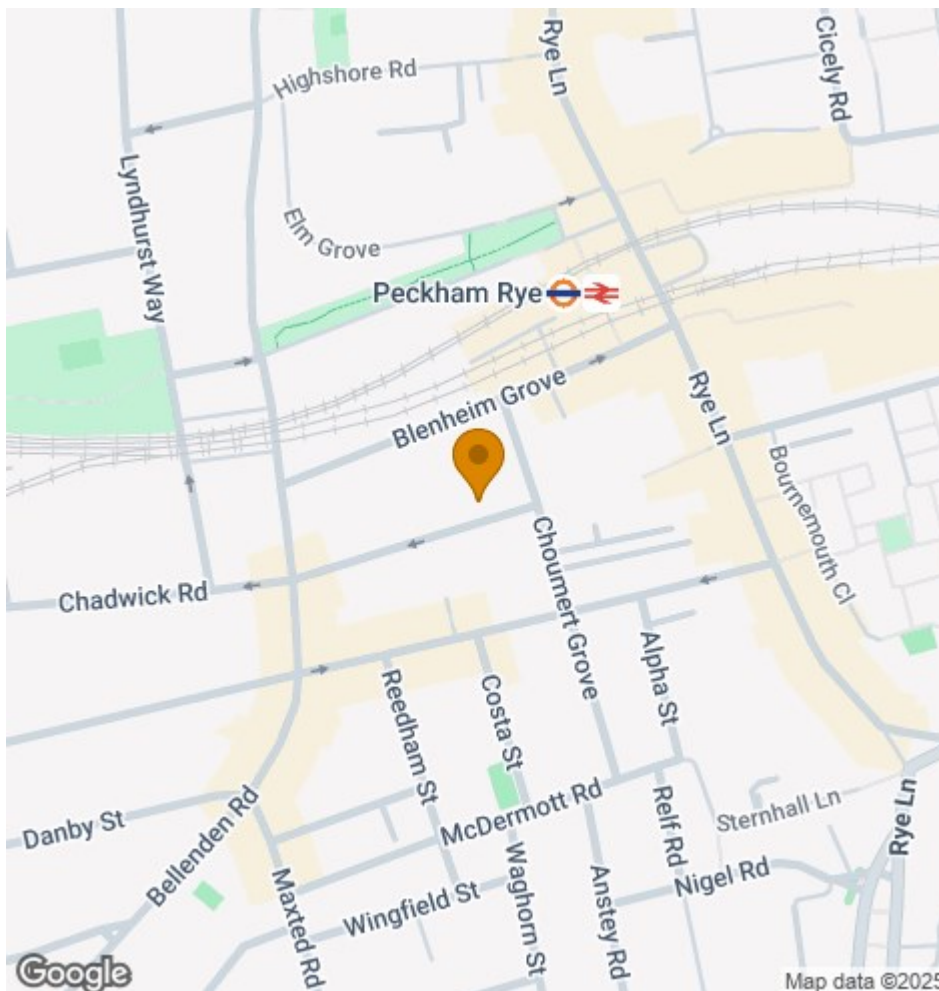 Highshore Rd
Rye Ln
Cicely Rd
Lyndhurst Way
Elm Grove
Peckham Rye
Blenheim Grove
Rye Ln
Bournemouth Cl
Chadwick Rd
Choumert Grove
Alpha St
Reedham St
Costa St
McDermott Rd
Danby St
Bellenden Rd
Maxted Rd
Wingfield St
Waghorn St
Anstey Rd
Relf Rd
Nigel Rd
Sternhall Ln
Rye Ln
Google
Map data ©2025